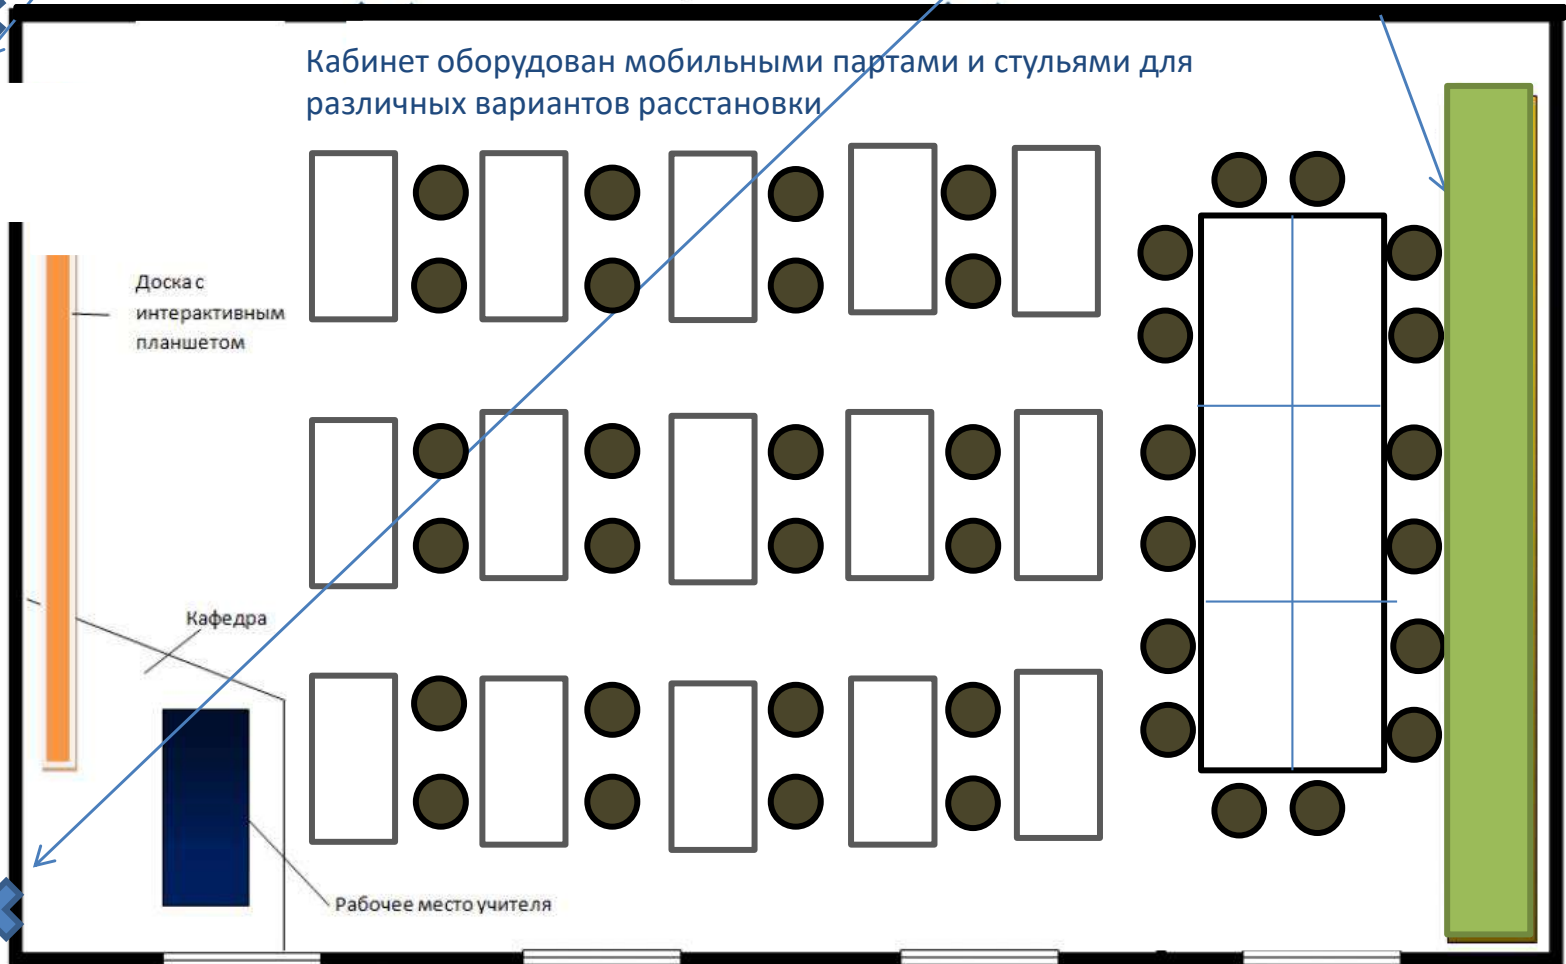 Кабинет оборудован мобильными партами и стульями для
различных вариантов расстановки
Доска с
интерактивным
планшетом
Кафедра
Рабочее место учителя